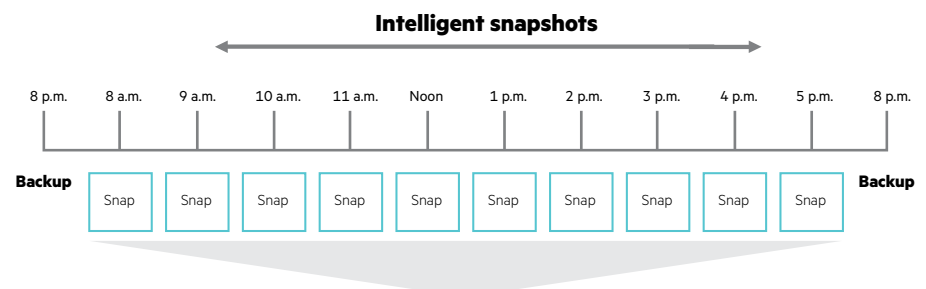 Intelligent snapshots
8 p.m. 8 a.m. 9 a.m. 10 a.m. 11 a.m. Noon 1 p.m. 2 p.m. 3 p.m. 4 p.m. 5 p.m. 8 p.m.
Backup Snap Snap Snap Snap Snap Snap Snap Snap Snap Snap Backup